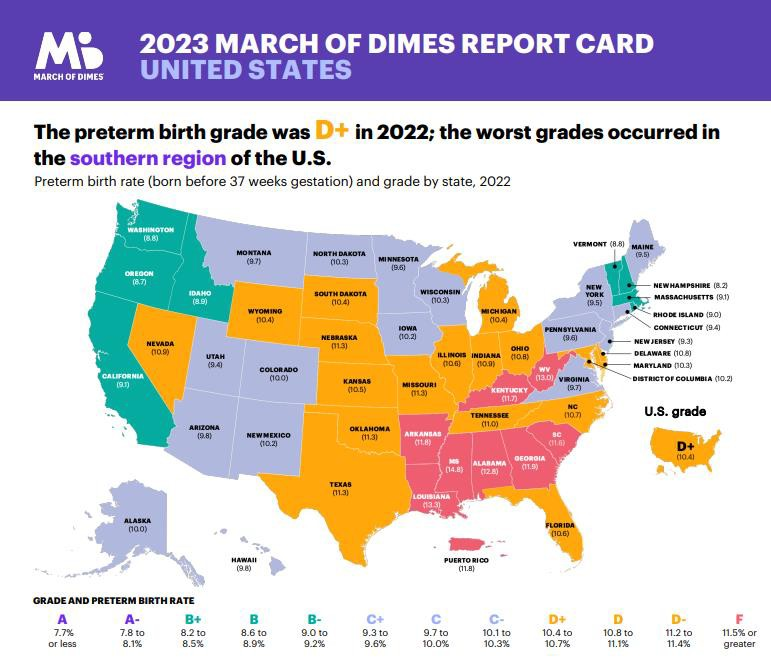 MARCH OF DIMES
2023 MARCH OF DIMES REPORT CARD
UNITED STATES
The preterm birth grade was D+ in 2022; the worst grades occurred in
the southern region of the U.S.
Preterm birth rate (born before 37 weeks gestation) and grade by state, 2022
WASHINGTON
(8.8)
OREGON
(8.7)
IDAHO
(8.9)
MONTANA
(9.7)
NORTH DAKOTA
(10.3)
MINNESOTA
(9.6)
WISCONSIN
(10.3)
MICHIGAN
(10.4)
VERMONT (8.8)
MAINE
(9.5)
NEW
YORK
(9.5)
NEW HAMPSHIRE (8.2)
MASSACHUSETTS (9.1)
RHODE ISLAND (9.0)
CONNECTICUT (9.4)
NEW JERSEY (9.3)
DELAWARE (10.8)
MARYLAND (10.3)
DISTRICT OF COLUMBIA (10.2)
PENNSYLVANIA
(9.6)
WYOMING
(10.4)
SOUTH DAKOTA
(10.4)
NEBRASKA
(11.3)
IOWA
(10.2)
ILLINOIS
(10.6)
INDIANA
(10.9)
OHIO
(10.8)
WV
(13.0)
VIRGINIA
(9.7)
NEVADA
(10.9)
UTAH
(9.4)
COLORADO
(10.0)
KANSAS
(10.5)
MISSOURI
(11.3)
KENTUCKY
(11.7)
CALIFORNIA
(9.1)
ARIZONA
(9.8)
NEW MEXICO
(10.2)
OKLAHOMA
(11.3)
ARKANSAS
(11.8)
TENNESSEE
(11.0)
NC
(10.7)
SC
(11.6)
MS
(14.8)
ALABAMA
(12.8)
GEORGIA
(11.9)
TEXAS
(11.3)
LOUISIANA
(13.3)
FLORIDA
(10.6)
ALASKA
(10.0)
HAWAII
(9.8)
PUERTO RICO
(11.8)
U.S. grade
D+
(10.4)
GRADE AND PRETERM BIRTH RATE
A A- B+ B B- C+ C C- D+ D D- F
7.7% 7.8 to 8.2 to 8.6 to 9.0 to 9.3 to 9.7 to 10.1 to 10.4 to 10.8 to 11.2 to 11.5% or
or less 8.1% 8.5% 8.9% 9.2% 9.6% 10.0% 10.3% 10.7% 11.1% 11.4% greater